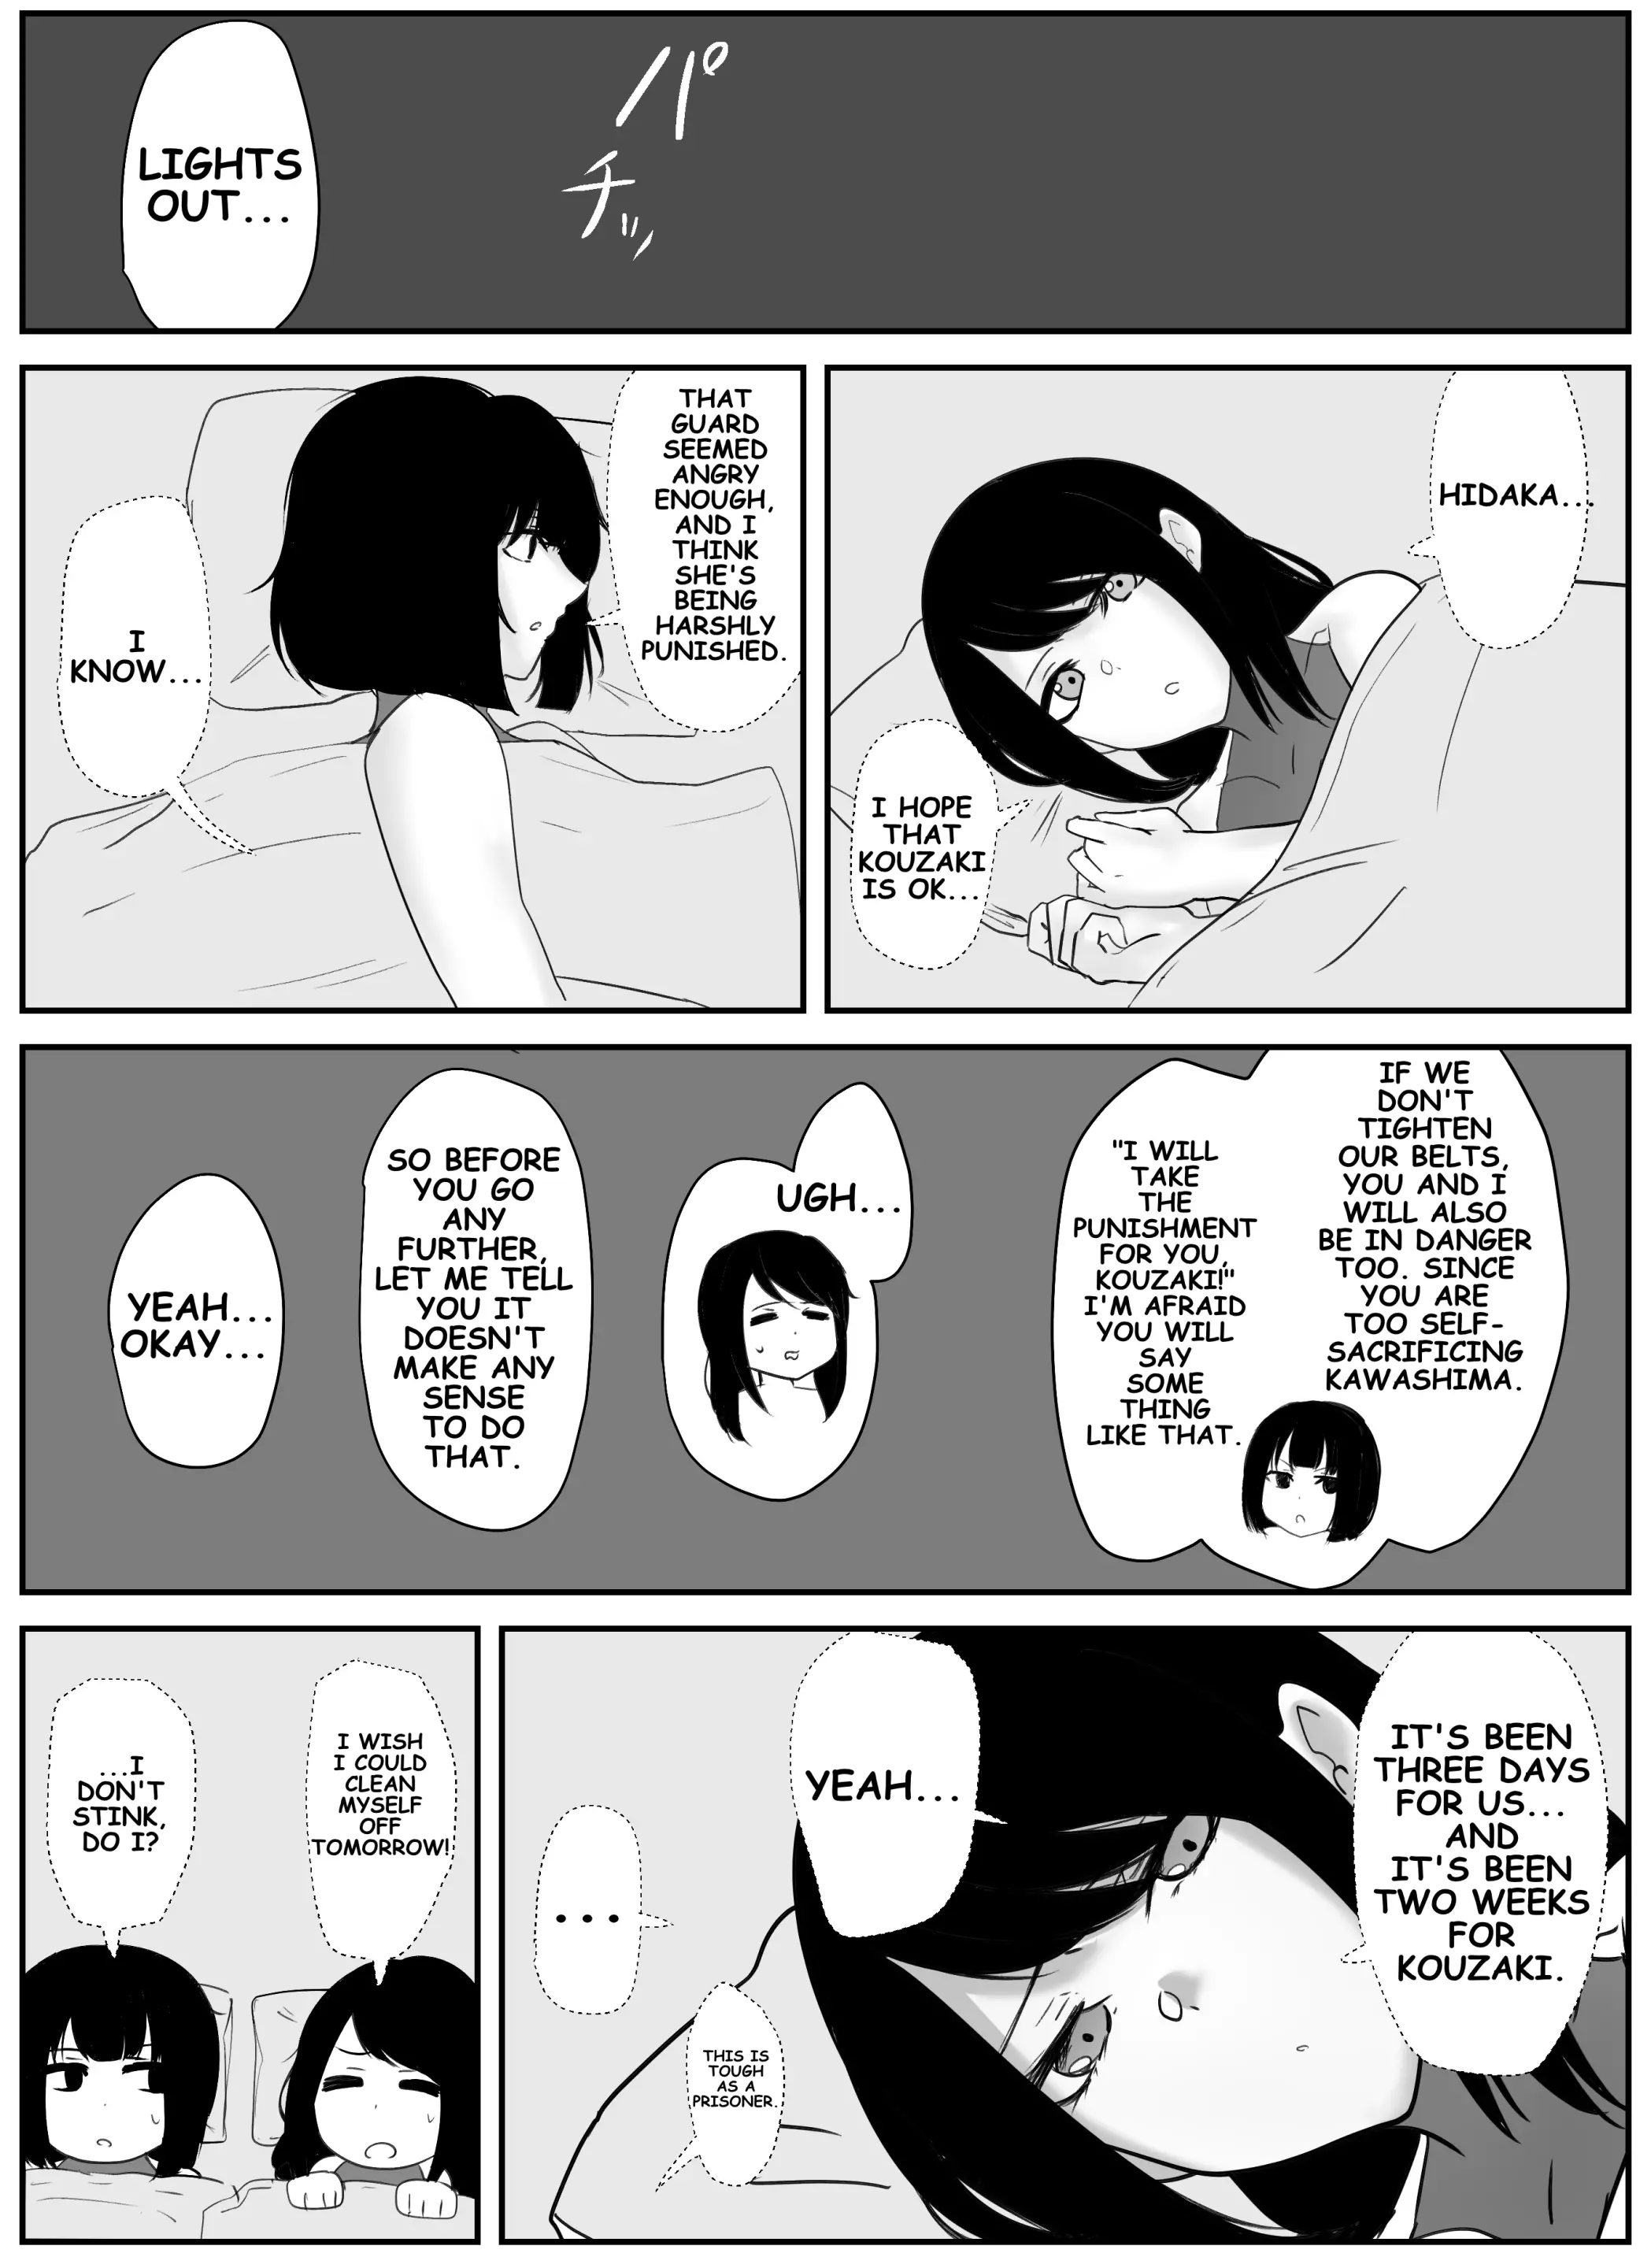 パ
チッ
LIGHTS
OUT...
HIDAKA...
I HOPE
THAT
KOUZAKI
IS OK...
THAT
GUARD
SEEMED
ANGRY
ENOUGH,
AND I
THINK
SHE'S
BEING
HARSHLY
PUNISHED.
I
KNOW...
IF WE
DON'T
TIGHTEN
OUR BELTS,
YOU AND I
WILL ALSO
BE IN DANGER
TOO. SINCE
YOU ARE
TOO SELF-
SACRIFICING
KAWASHIMA.
"I WILL
TAKE
THE
PUNISHMENT
FOR YOU,
KOUZAKI!"
I'M AFRAID
YOU WILL
SAY
SOME
THING
LIKE THAT.
UGH...
SO BEFORE
YOU GO
ANY
FURTHER,
LET ME TELL
YOU IT
DOESN'T
MAKE ANY
SENSE
TO DO
THAT.
YEAH...
OKAY...
IT'S BEEN
THREE DAYS
FOR US...
AND
IT'S BEEN
TWO WEEKS
FOR
KOUZAKI.
YEAH...
THIS IS
TOUGH
AS A
PRISONER.
...
I WISH
I COULD
CLEAN
MYSELF
OFF
TOMORROW!
...I
DON'T
STINK,
DO I?